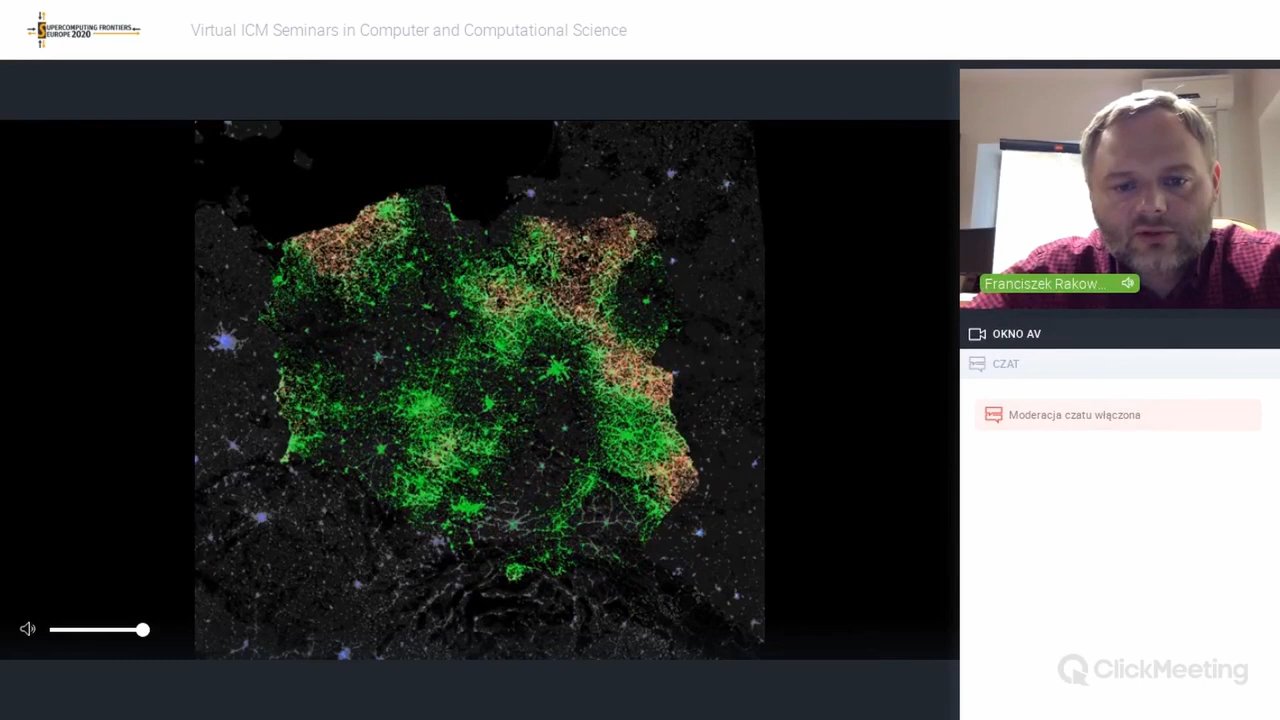 SUPERCOMPUTING FRONTIERS
EUROPE 2020
Virtual ICM Seminars in Computer and Computational Science
Franciszek Rakow...
OKNO AV
CZAT
Moderacja czatu włączona
ClickMeeting